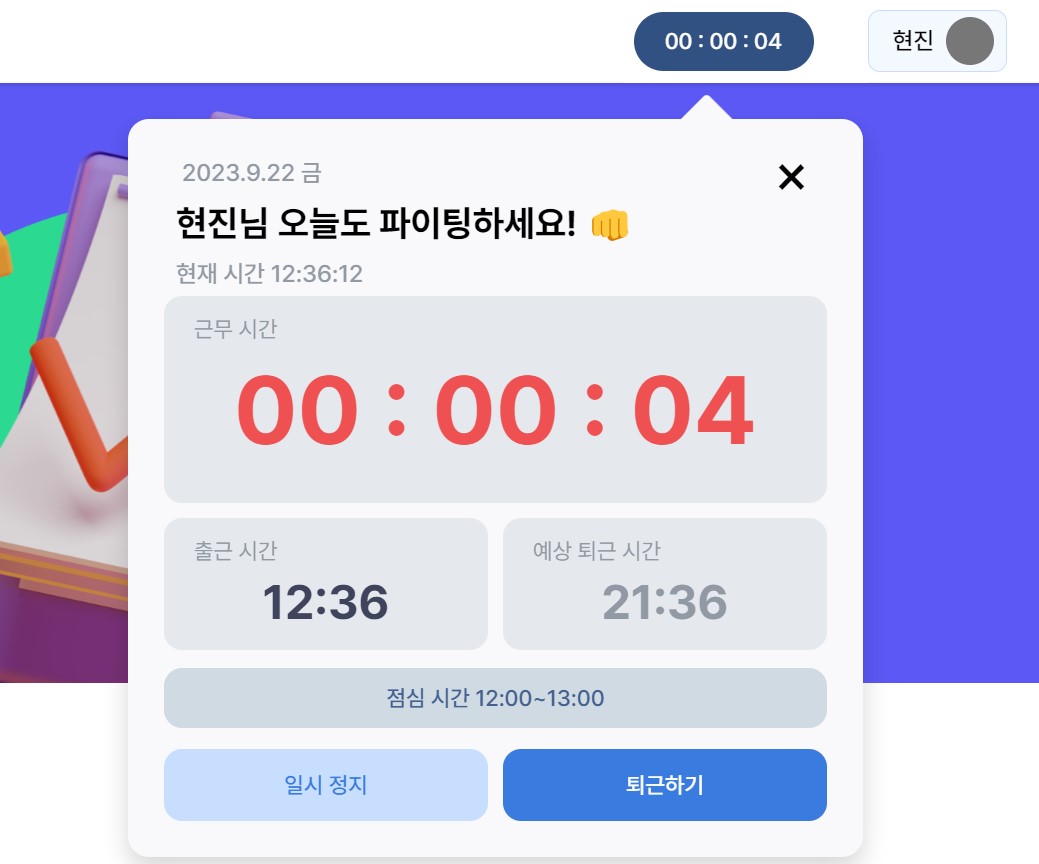 00 : 00 : 04
현진
2023.9.22 금
현진님 오늘도 파이팅하세요! 👊
현재 시간 12:36:12
근무 시간
00 : 00 : 04
출근 시간
12:36
예상 퇴근 시간
21:36
점심 시간 12:00~13:00
일시 정지
퇴근하기